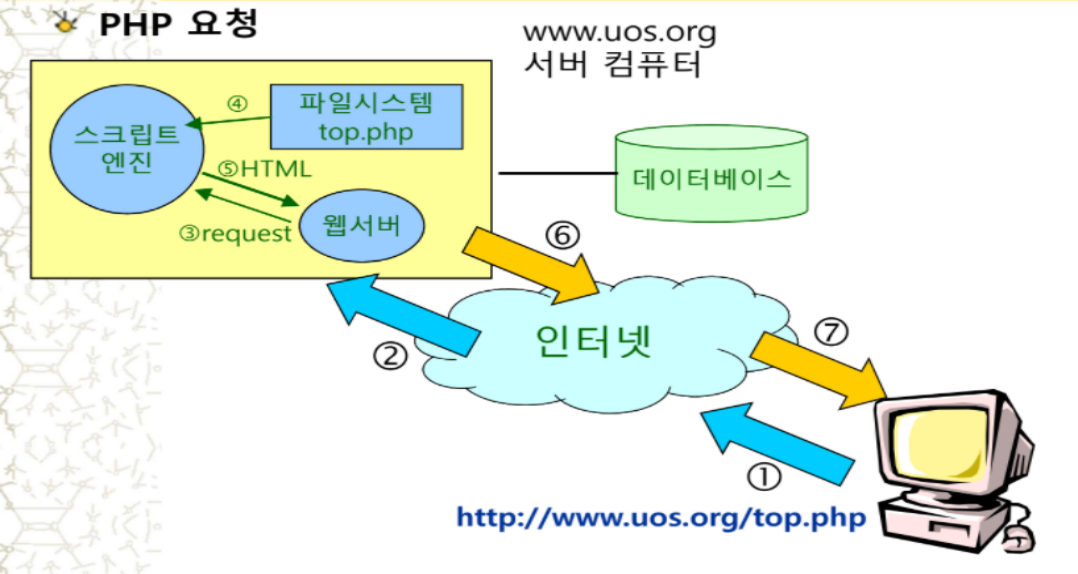 PHP 요청
www.uos.org
서버 컴퓨터
④
파일시스템
top.php
스크립트
엔진
⑤HTML
데이터베이스
③request
웹서버
⑥
인터넷
⑦
②
①
http://www.uos.org/top.php